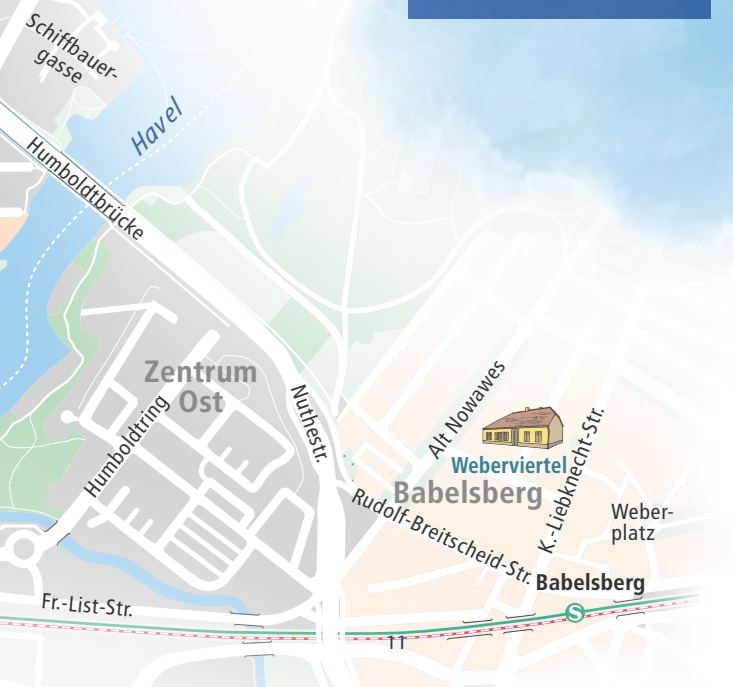 Schiffbauer-
gasse
Havel
Humboldtbrücke
Zentrum
Ost
Humboldtring
Nuthestr.
Alt Nowawes
K.-Liebknecht-Str.
Weberviertel
Babelsberg
Weber-
platz
Rudolf-Breitscheid-Str.
Babelsberg
S
Fr.-List-Str.
11